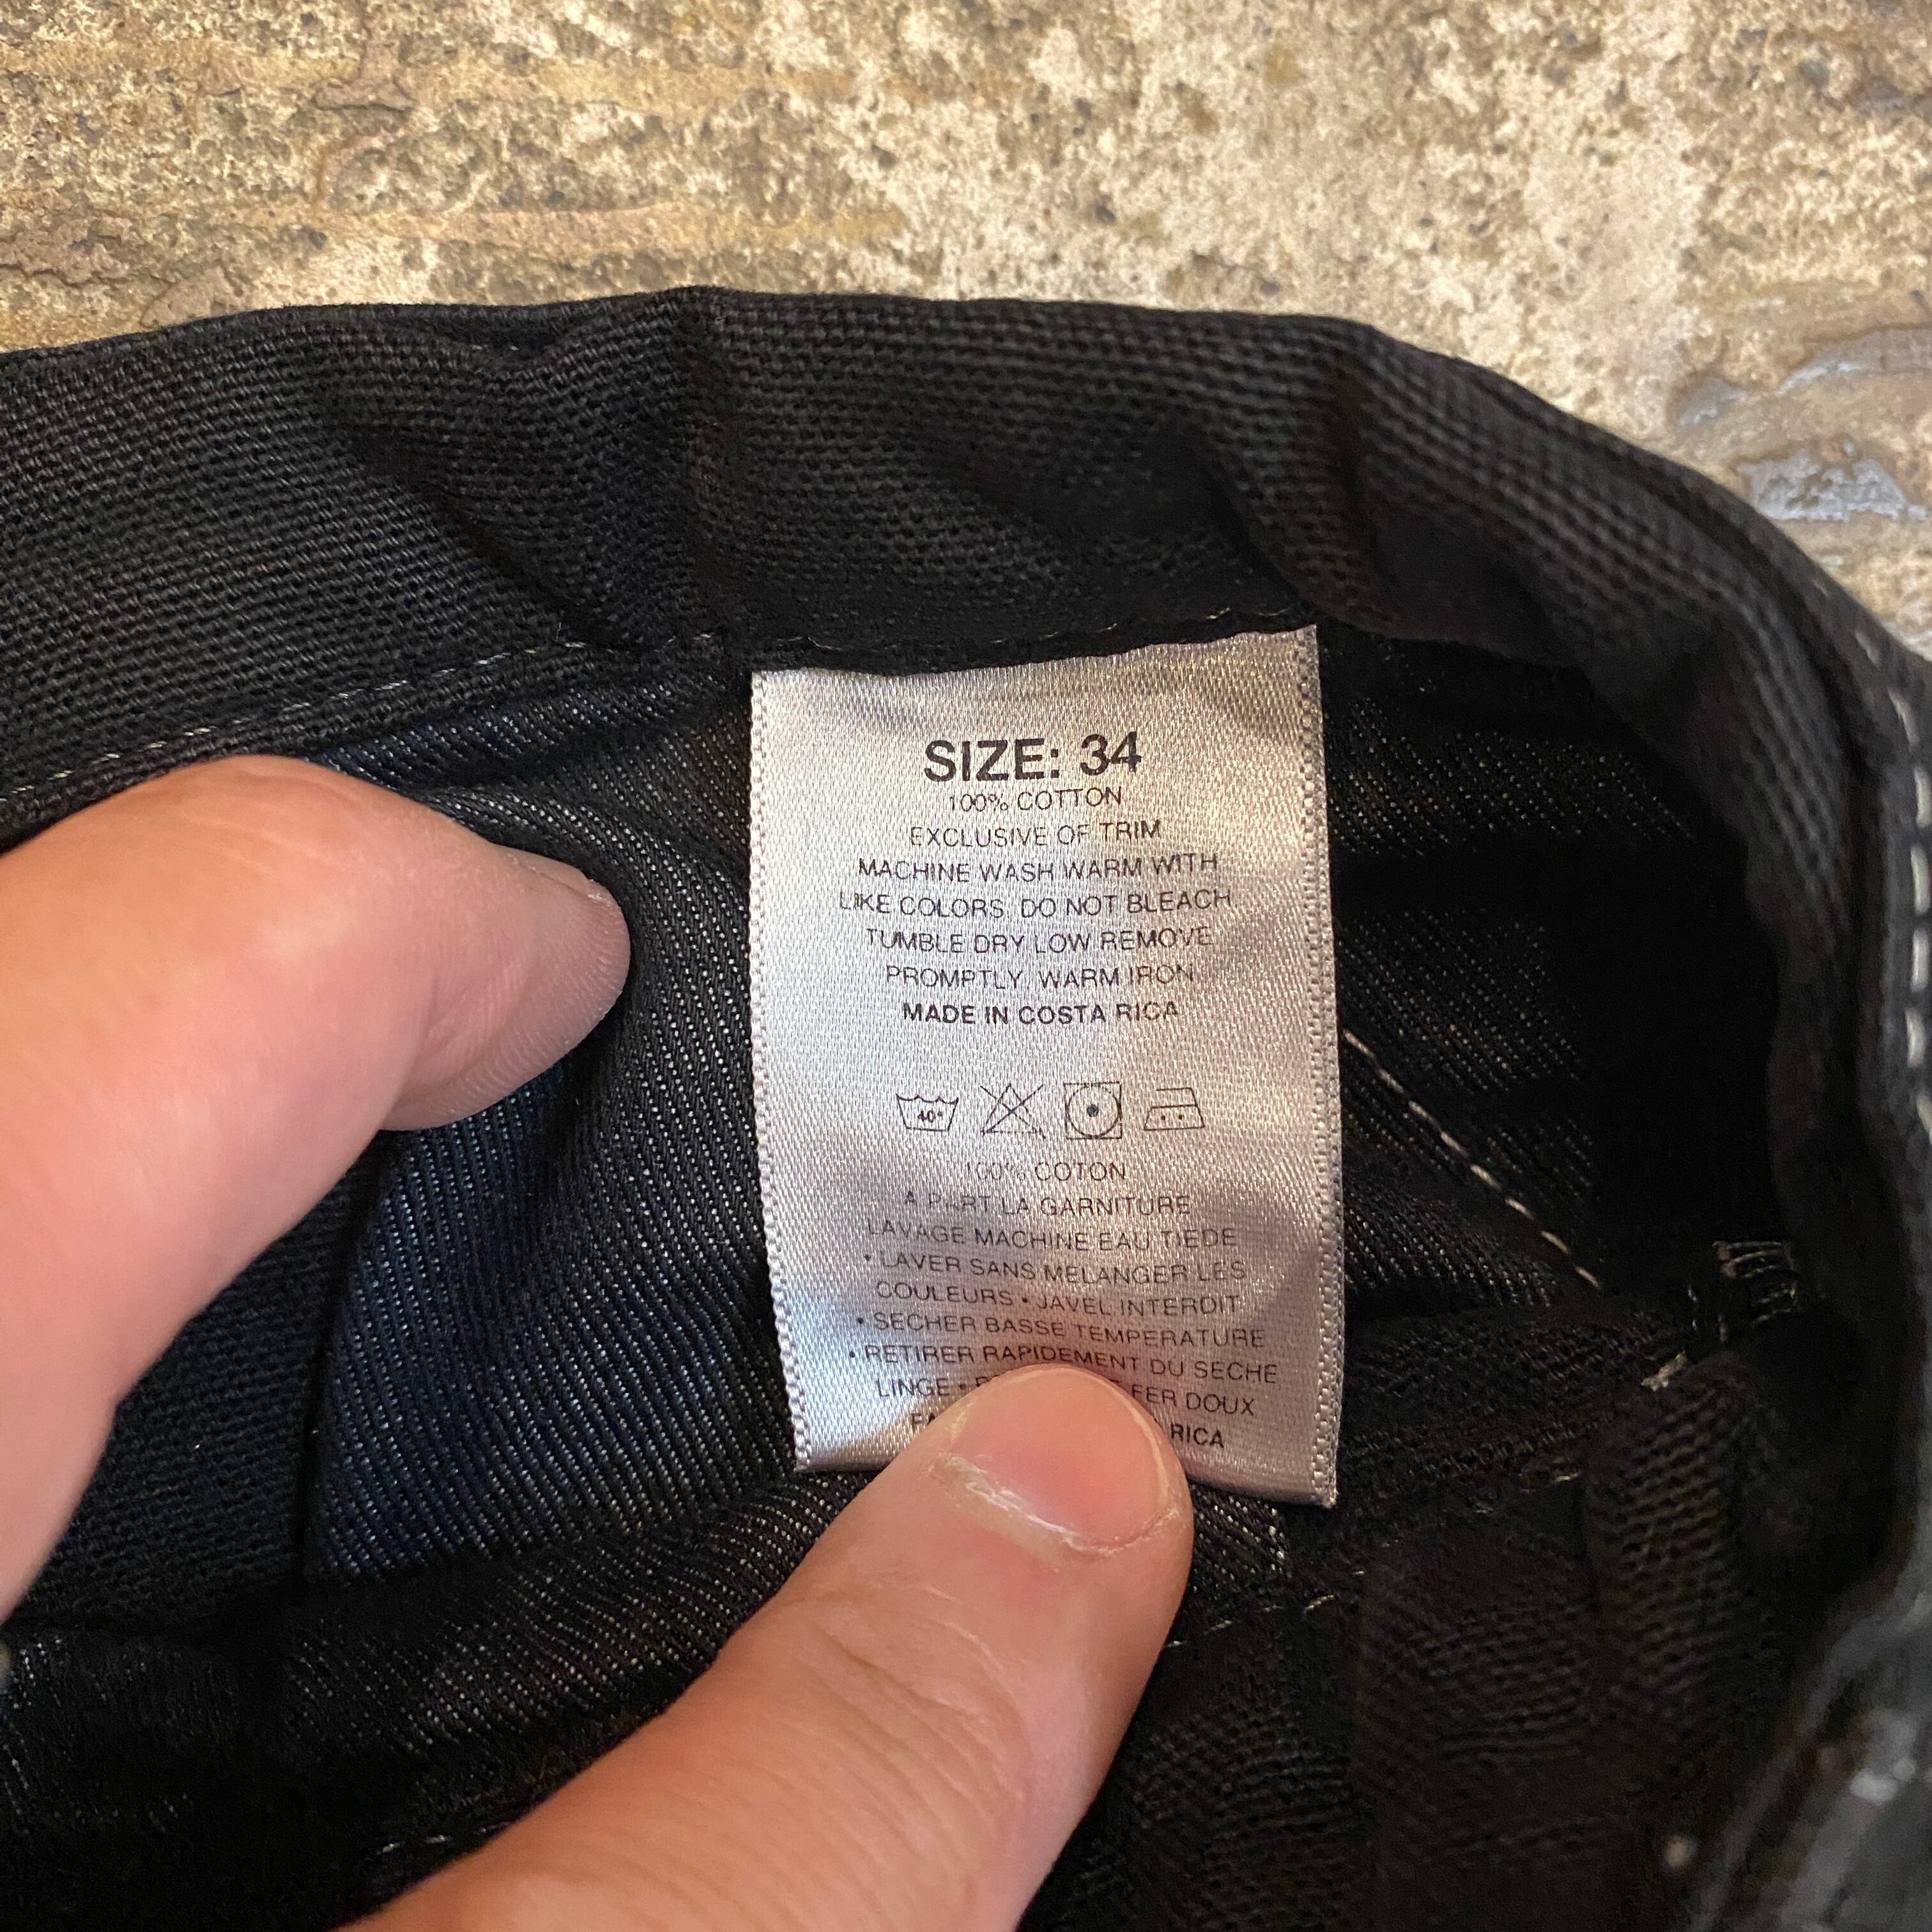 SIZE: 34
100% COTTON
EXCLUSIVE OF TRIM
MACHINE WASH WARM WITH
LIKE COLORS. DO NOT BLEACH
TUMBLE DRY LOW REMOVE
PROMPTLY. WARM IRON
MADE IN COSTA RICA
40°
100% COTON
A PART LA GARNITURE
LAVAGE MACHINE EAU TIEDE
• LAVER SANS MELANGER LES
COULEURS • JAVEL INTERDIT
• SECHER BASSE TEMPERATURE
• RETIRER RAPIDEMENT DU SECHE
LINGE • FER DOUX
RICA